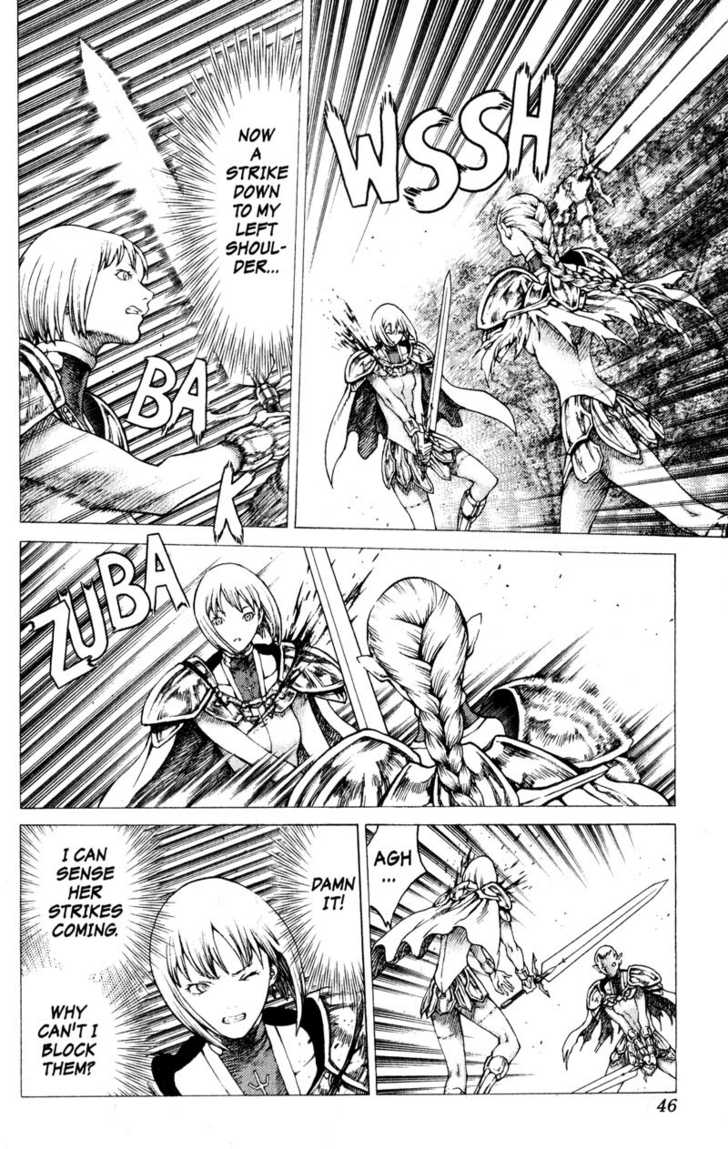 WSSH
NOW
A
STRIKE
DOWN
TO MY
LEFT
SHOUL-
DER...
BA
K
ZUBA
AGH
...
DAMN
IT!
I CAN
SENSE
HER
STRIKES
COMING.
WHY
CAN'T I
BLOCK
THEM?
46